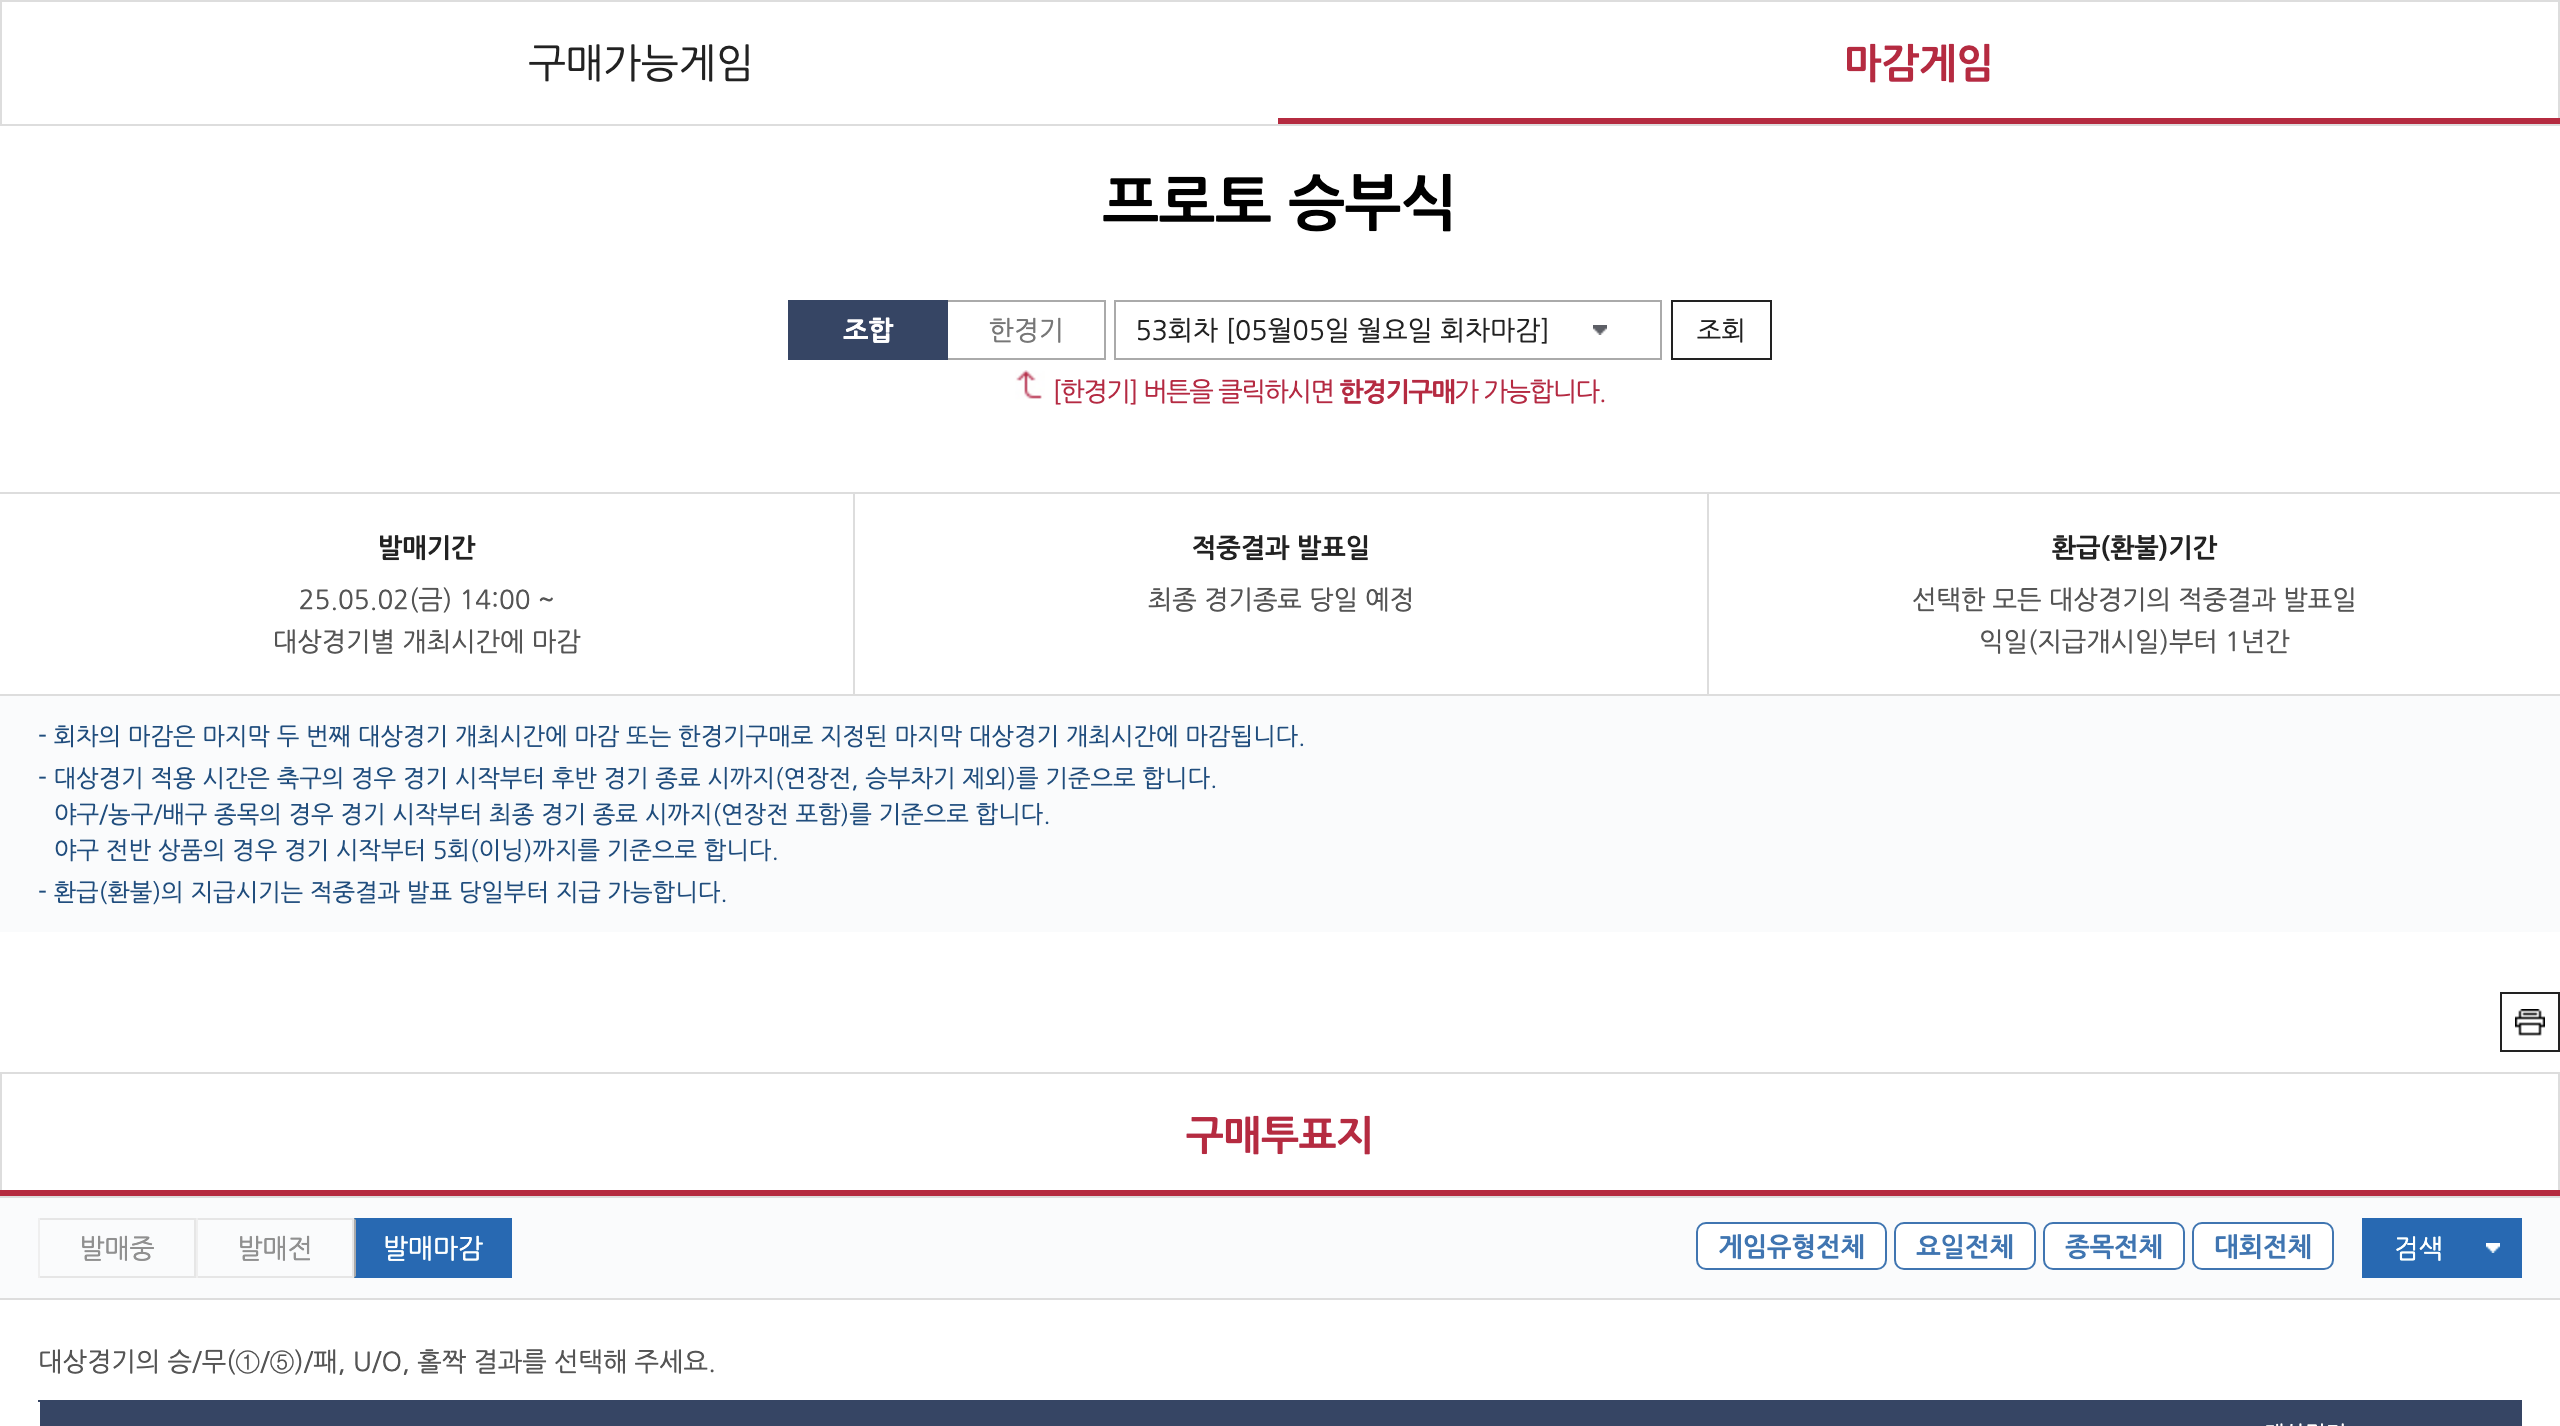 구매가능게임
마감게임
프로토 승부식
조합
한경기
53회차 [05월05일 월요일 회차마감]
조회
[한경기] 버튼을 클릭하시면 한경기구매가 가능합니다.
발매기간
25.05.02(금) 14:00 ~
대상경기별 개최시간에 마감
적중결과 발표일
최종 경기종료 당일 예정
환급(환불)기간
선택한 모든 대상경기의 적중결과 발표일
익일(지급개시일)부터 1년간
- 회차의 마감은 마지막 두 번째 대상경기 개최시간에 마감 또는 한경기구매로 지정된 마지막 대상경기 개최시간에 마감됩니다.
- 대상경기 적용 시간은 축구의 경우 경기 시작부터 후반 경기 종료 시까지(연장전, 승부차기 제외)를 기준으로 합니다.
야구/농구/배구 종목의 경우 경기 시작부터 최종 경기 종료 시까지(연장전 포함)를 기준으로 합니다.
야구 전반 상품의 경우 경기 시작부터 5회(이닝)까지를 기준으로 합니다.
- 환급(환불)의 지급시기는 적중결과 발표 당일부터 지급 가능합니다.
구매투표지
발매중
발매전
발매마감
게임유형전체
요일전체
종목전체
대회전체
검색
대상경기의 승/무(①/⑤)/패, U/O, 홀짝 결과를 선택해 주세요.